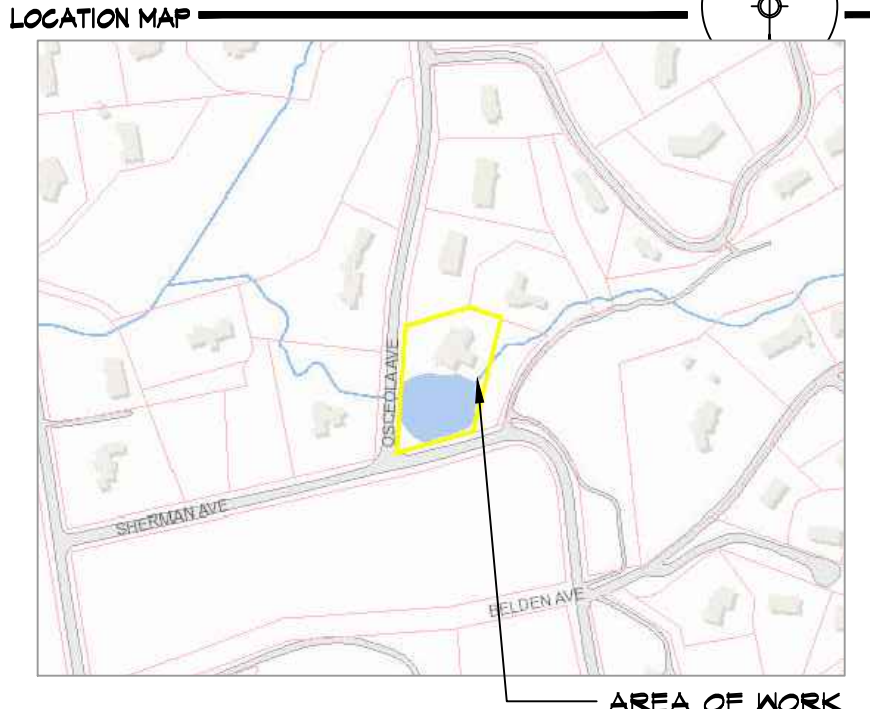 LOCATION MAP
OSCEOLA AVE
SHERMAN AVE
BELDEN AVE
AREA OF WORK